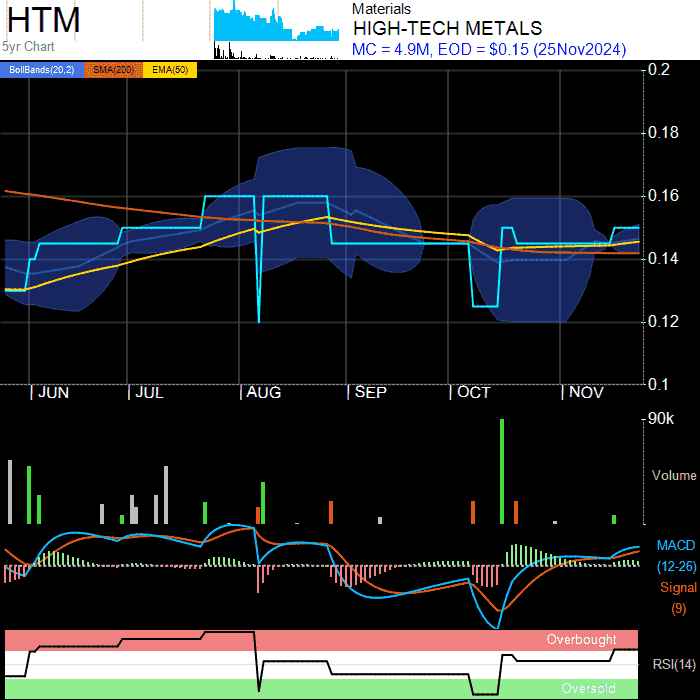 HTM
5yr Chart
Materials
HIGH-TECH METALS
MC = 4.9M, EOD = $0.15 (25Nov2024)
BollBands(20,2) SMA(200) EMA(50)
0.2
0.18
0.16
0.14
0.12
0.1
JUN JUL AUG SEP OCT NOV
90k
Volume
MACD
(12-26)
Signal
(9)
Overbought
RSI(14)
Oversold